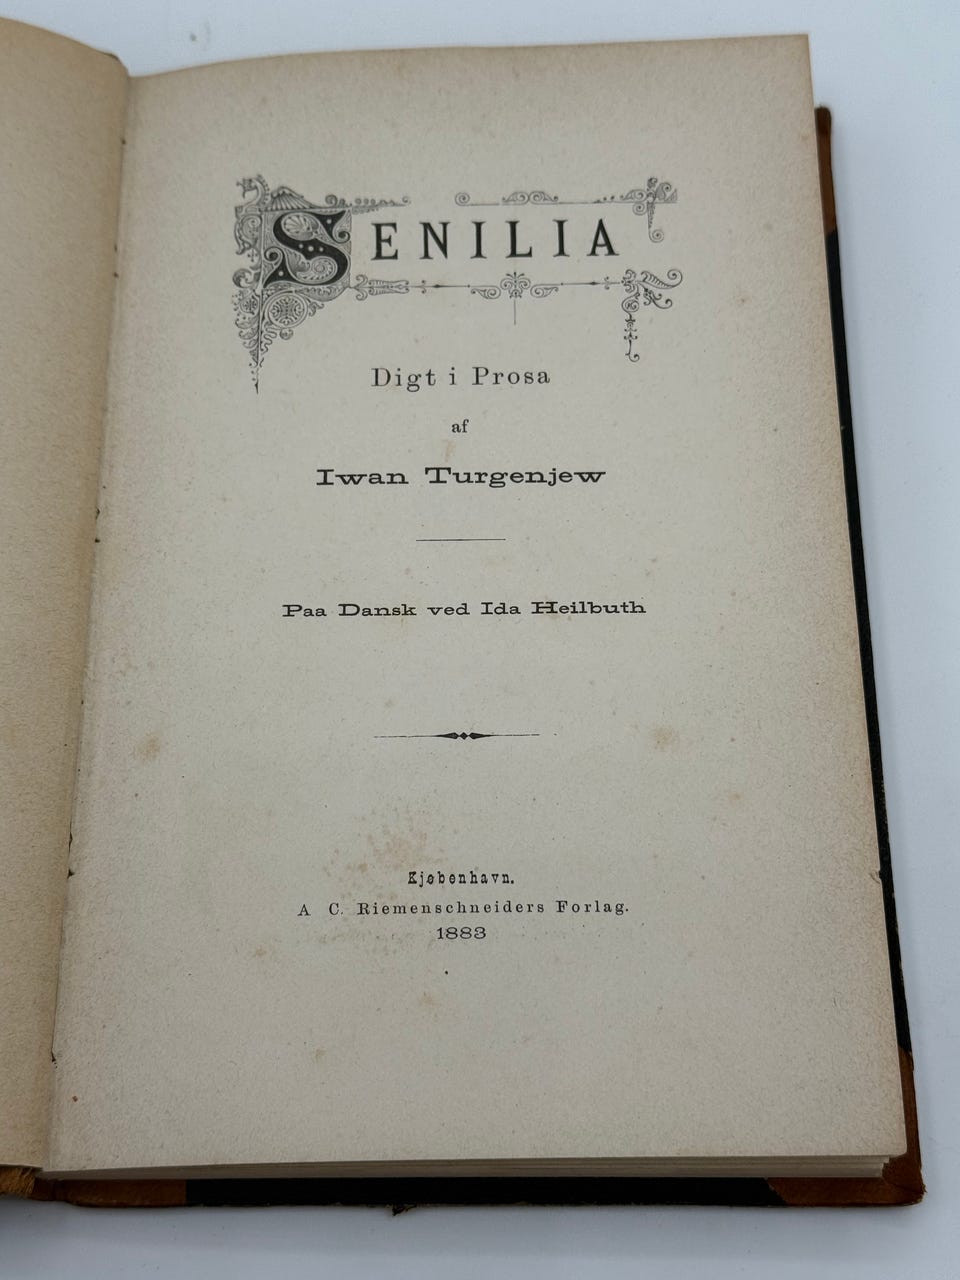 SENILIA
Digt i Prosa
af
Iwan Turgenjew
Paa Dansk ved Ida Heilbuth
Kjøbenhavn.
A C. Riemenschneiders Forlag.
1883